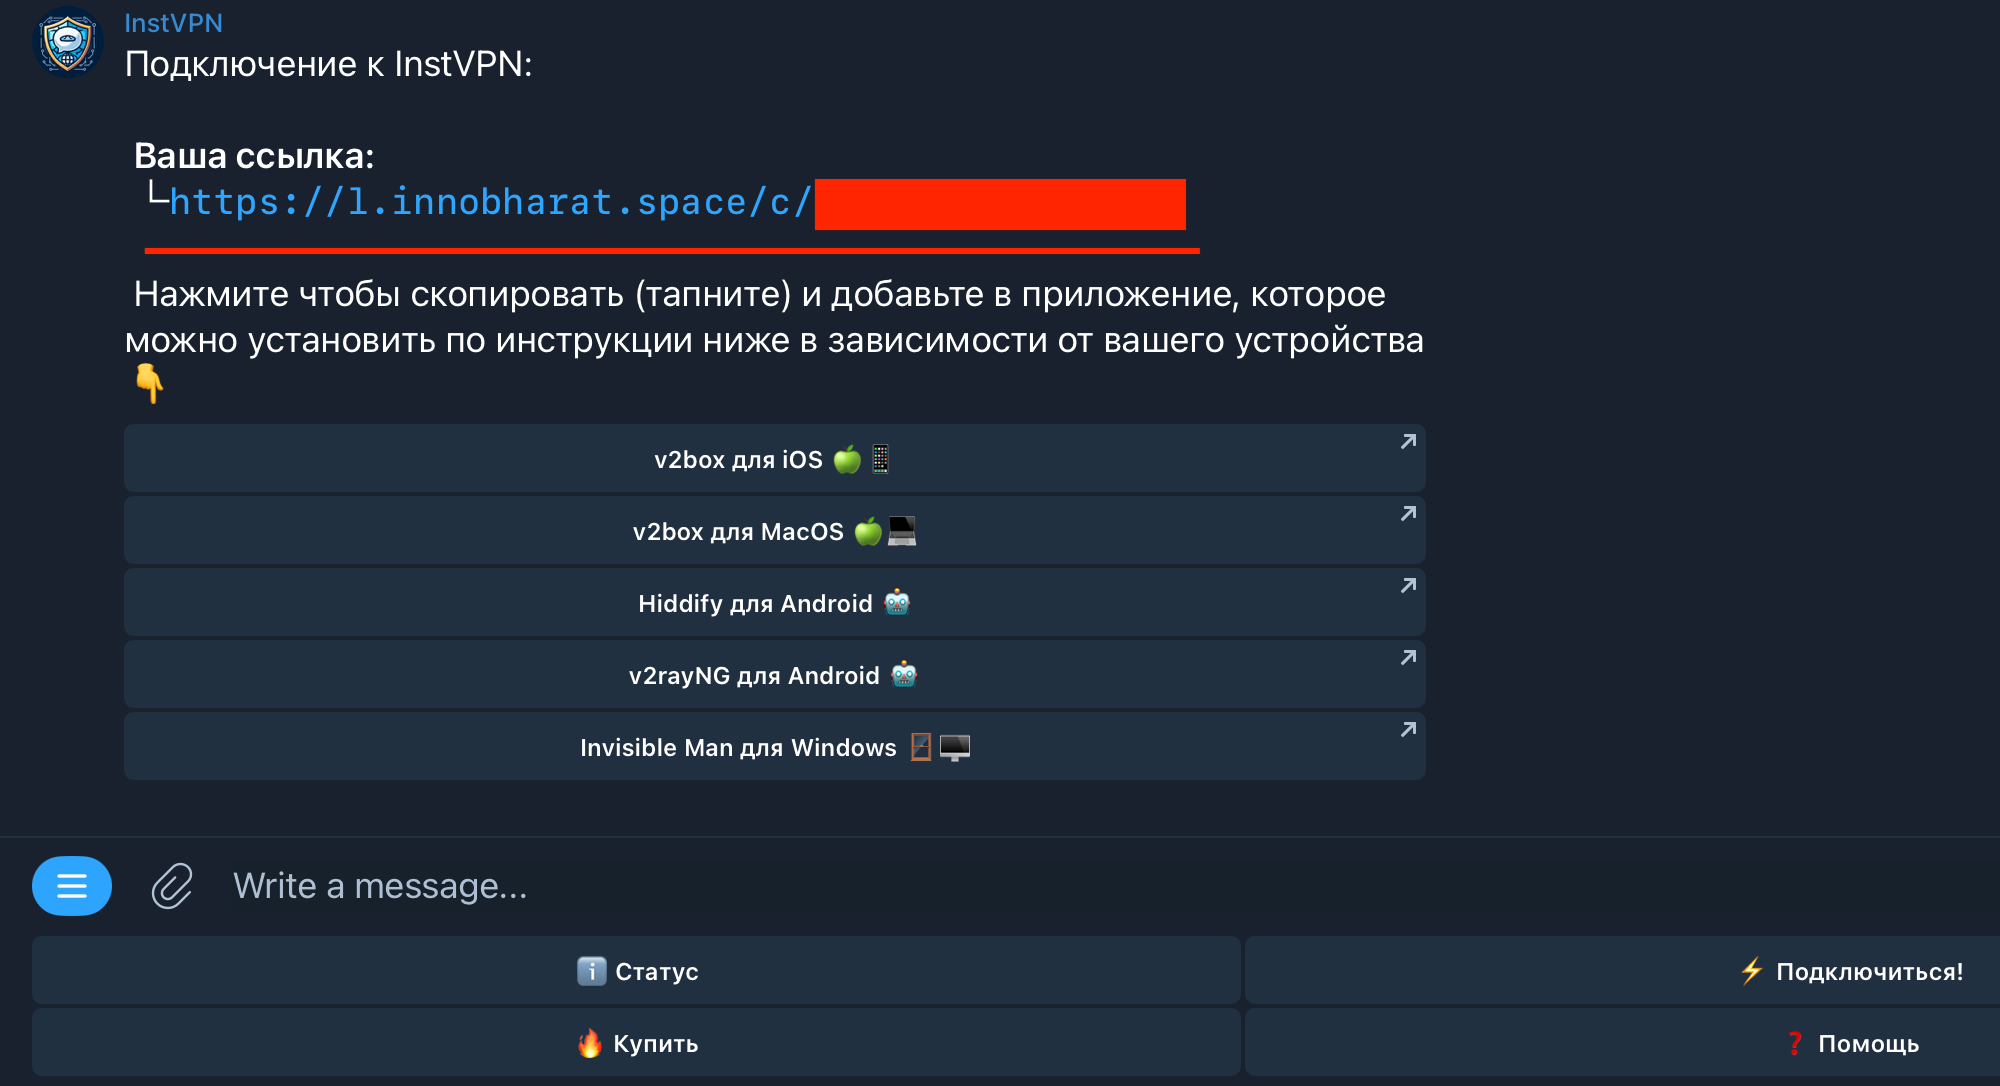 InstVPN
Подключение к InstVPN:
Ваша ссылка:
└https://l.innobharat.space/c/
Нажмите чтобы скопировать (тапните) и добавьте в приложение, которое
можно установить по инструкции ниже в зависимости от вашего устройства
👇
v2box для iOS 🍏📱
v2box для MacOS 🍏💻
Hiddify для Android 🤖
v2rayNG для Android 🤖
Invisible Man для Windows 🪟🖥
Write a message...
ℹ️ Статус
⚡ Подключиться!
🔥 Купить
❓ Помощь